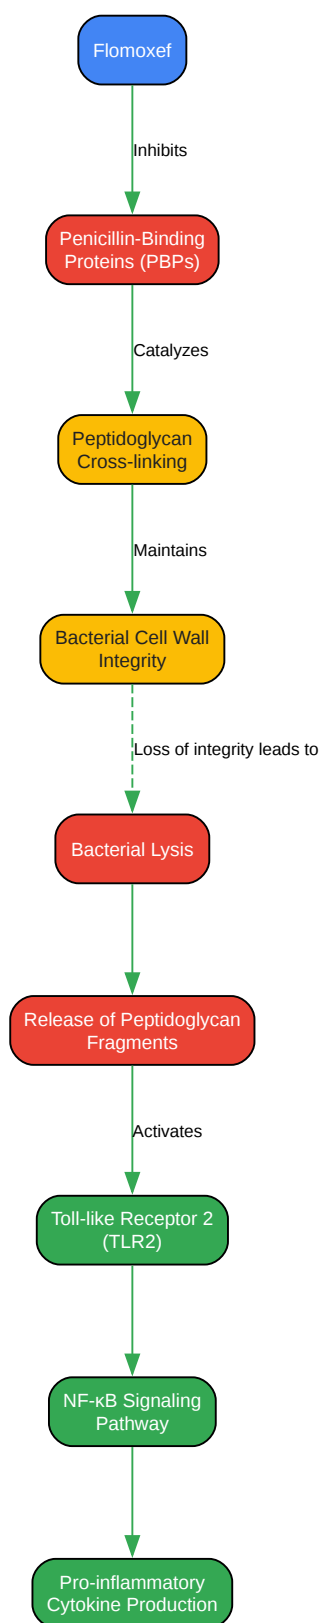 Flomoxef
Inhibits
Penicillin-Binding
Proteins (PBPs)
Catalyzes
Peptidoglycan
Cross-linking
Maintains
Bacterial Cell Wall
Integrity
Loss of integrity leads to
Bacterial Lysis
Release of Peptidoglycan
Fragments
Activates
Toll-like Receptor 2
(TLR2)
NF-κB Signaling
Pathway
Pro-inflammatory
Cytokine Production